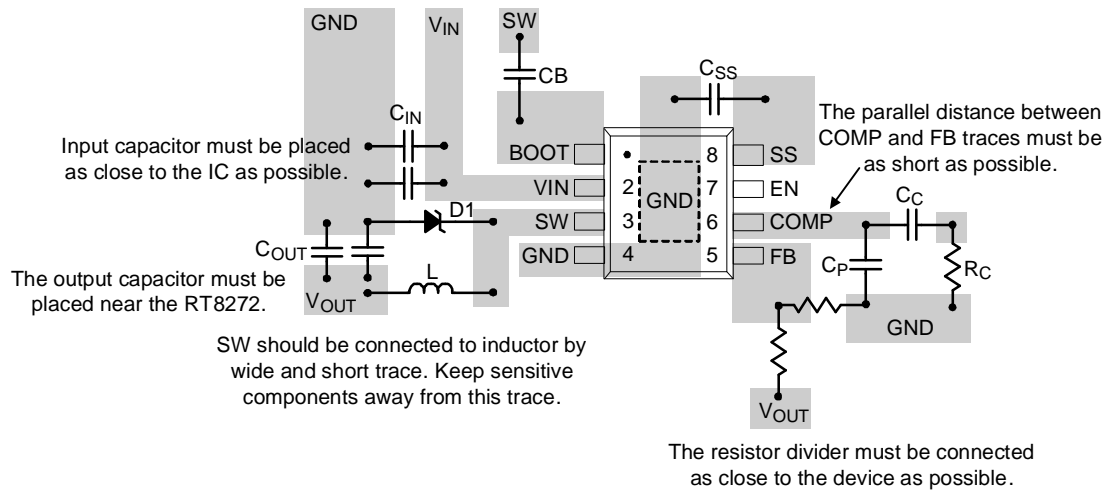 GND
VIN
SW
CB
CSS
CIN
The parallel distance between
COMP and FB traces must be
as short as possible.
Input capacitor must be placed
as close to the IC as possible.
BOOT
8
SS
VIN
2
GND
7
EN
CC
D1
SW
3
6
COMP
COUT
GND
4
5
FB
CP
RC
The output capacitor must be
placed near the RT8272.
L
VOUT
GND
SW should be connected to inductor by
wide and short trace. Keep sensitive
components away from this trace.
VOUT
The resistor divider must be connected
as close to the device as possible.